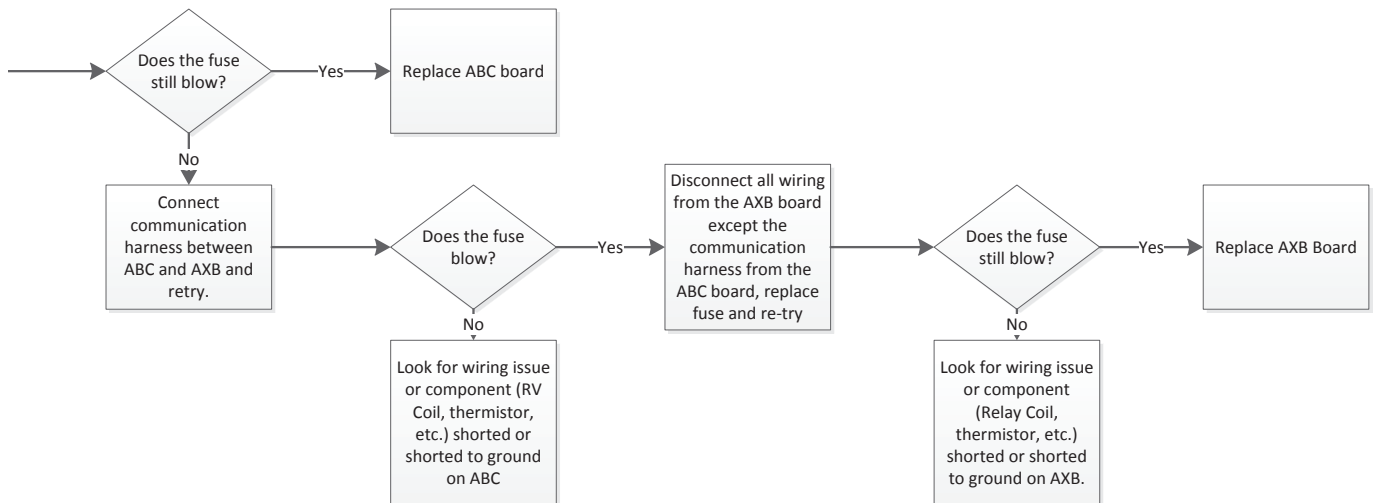 Does the fuse
still blow?
Yes
Replace ABC board
No
Connect
communication
harness between
ABC and AXB and
retry.
Does the fuse
blow?
Yes
Disconnect all wiring
from the AXB board
except the
communication
harness from the
ABC board, replace
fuse and re-try
Does the fuse
still blow?
Yes
Replace AXB Board
No
Look for wiring issue
or component (RV
Coil, thermistor,
etc.) shorted or
shorted to ground
on ABC
No
Look for wiring issue
or component
(Relay Coil,
thermistor, etc.)
shorted or shorted
to ground on AXB.